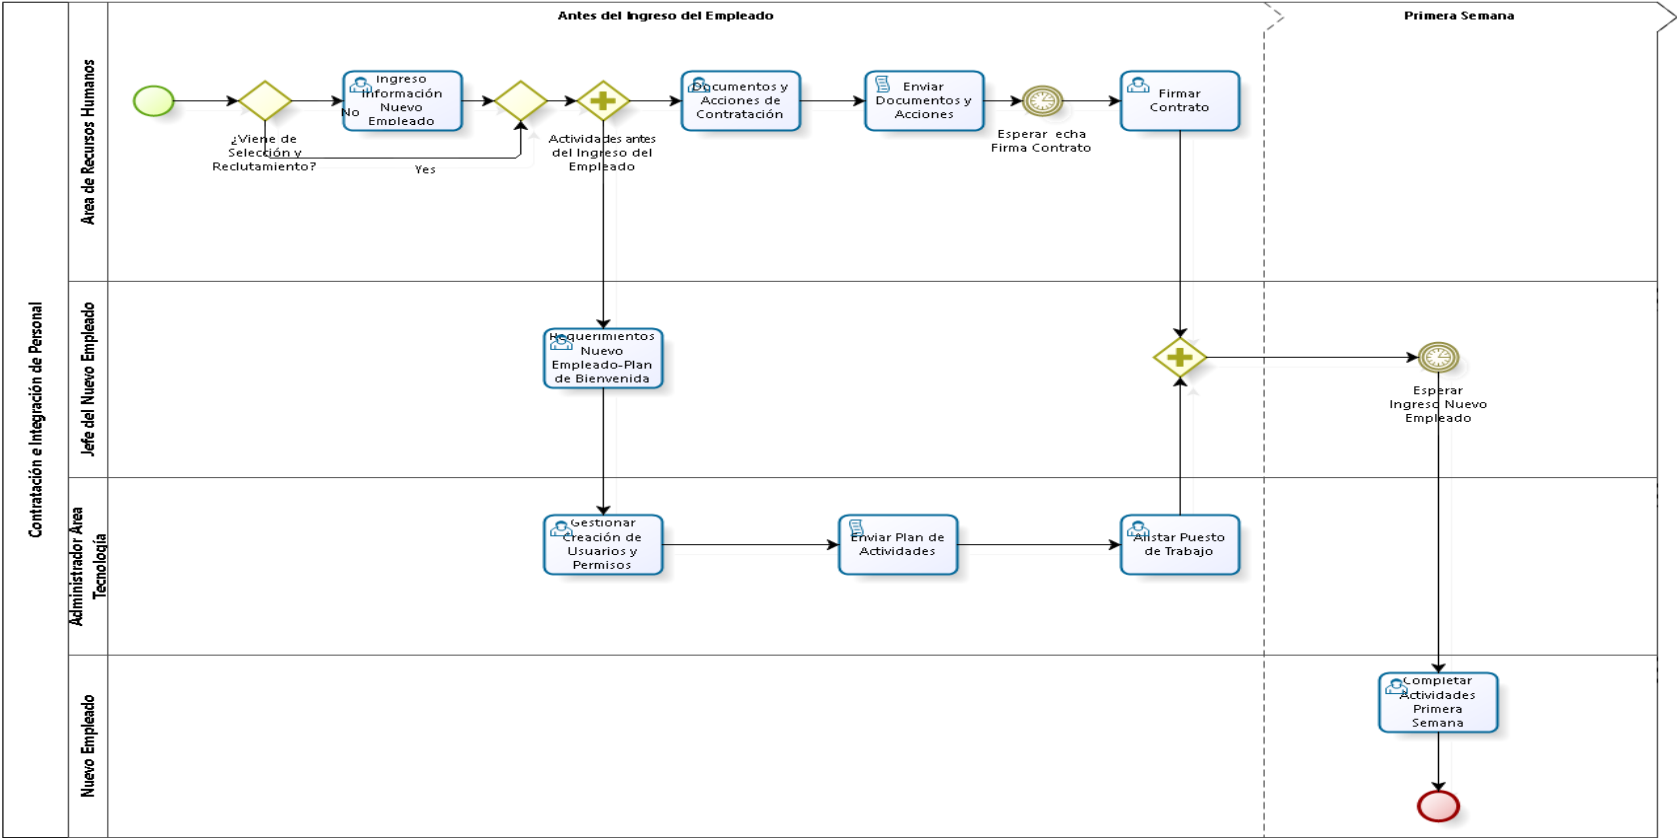 Antes del Ingreso del Empleado
Primera Semana
Contratación e Integración de Personal
Area de Recursos Humanos
¿Viene de
Selección y
Reclutamiento?
No
Yes
Ingreso
Información
Nuevo
Empleado
Actividades antes
del Ingreso del
Empleado
Documentos y
Acciones de
Contratación
Enviar
Documentos y
Acciones
Esperar echa
Firma Contrato
Firmar
Contrato
Jefe del Nuevo Empleado
Requerimientos
Nuevo
Empleado-Plan
de Bienvenida
Esperar
Ingreso Nuevo
Empleado
Administrador Area
Tecnología
Gestionar
Creación de
Usuarios y
Permisos
Enviar Plan de
Actividades
Alistar Puesto
de Trabajo
Nuevo Empleado
Completar
Actividades
Primera
Semana